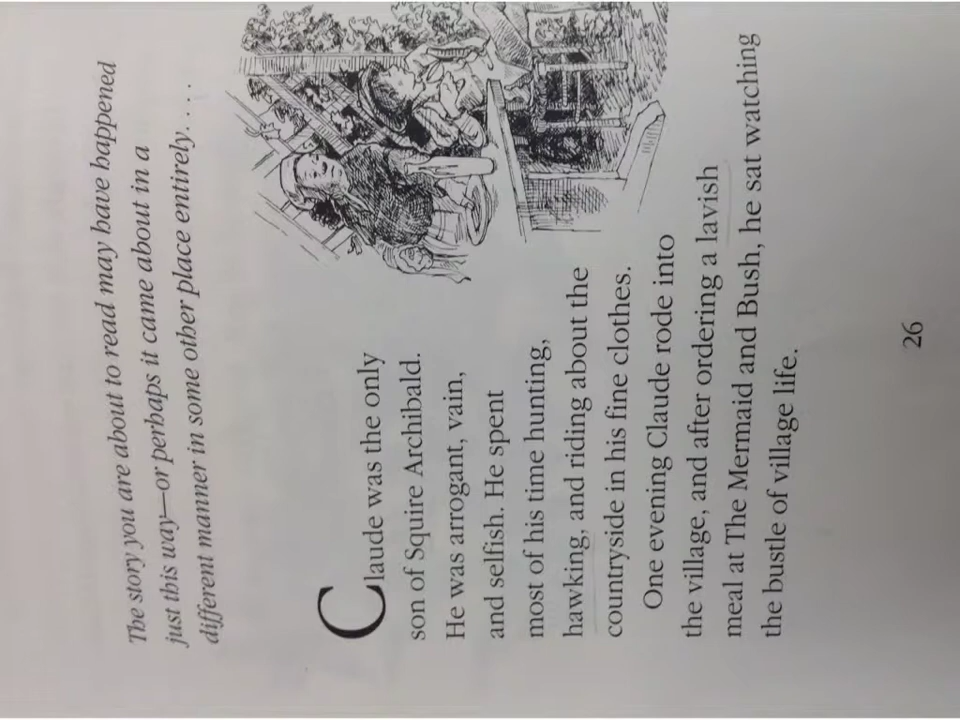 The story you are about to read may have happened
just this way—or perhaps it came about in a
different manner in some other place entirely. . . .
Claude was the only
son of Squire Archibald.
He was arrogant, vain,
and selfish. He spent
most of his time hunting,
hawking, and riding about the
countryside in his fine clothes.
One evening Claude rode into
the village, and after ordering a lavish
meal at The Mermaid and Bush, he sat watching
the bustle of village life.
26